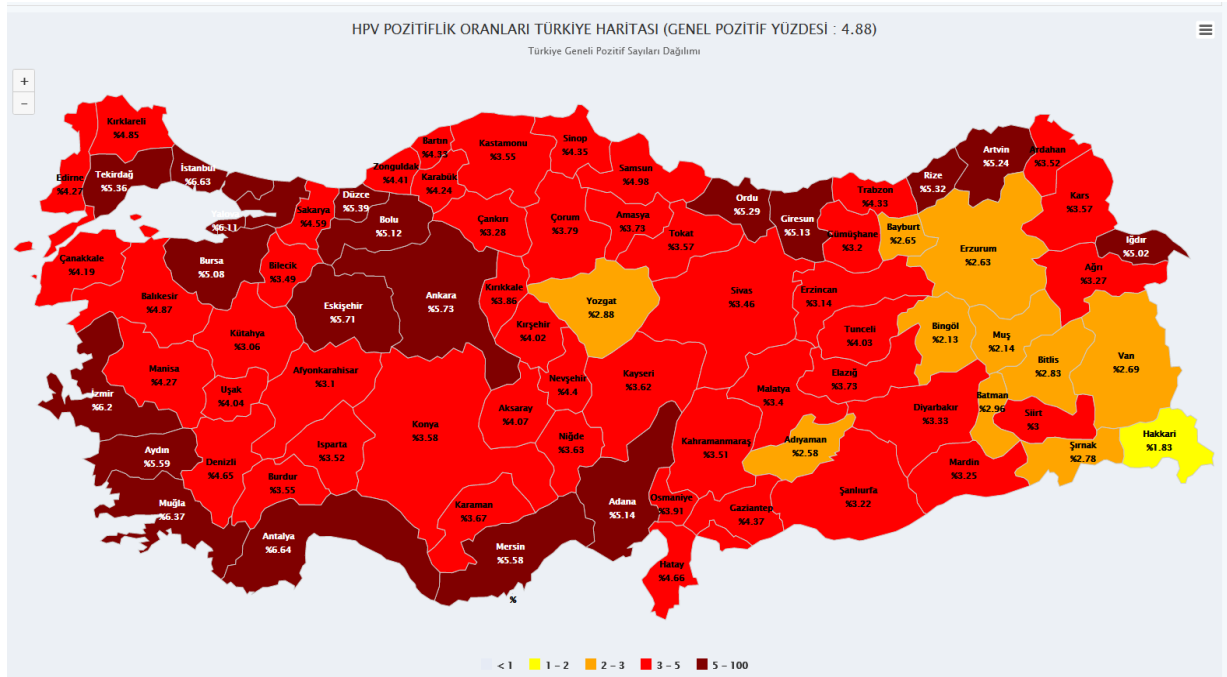 HPV POZİTİFLİK ORANLARI TÜRKİYE HARİTASI (GENEL POZİTİF YÜZDESİ : 4.88)
Türkiye Geneli Pozitif Sayıları Dağılımı
+
−
Kırklareli
%4.85
Edirne
%4.27
Tekirdağ
%5.36
İstanbul
%6.63
%6.11
Sakarya
%4.59
Düzce
%5.39
Bolu
%5.12
Zonguldak
%4.41
Bartın
%4.33
Karabük
%4.24
Kastamonu
%3.55
Sinop
%4.35
Samsun
%4.98
Çankırı
%3.28
Çorum
%3.79
Amasya
%3.73
Tokat
%3.57
Ordu
%5.29
Giresun
%5.13
Trabzon
%4.33
Gümüşhane
%3.2
Bayburt
%2.65
Rize
%5.32
Artvin
%5.24
Ardahan
%3.52
Kars
%3.57
Iğdır
%5.02
Ağrı
%3.27
Erzurum
%2.63
Erzincan
%3.14
Çanakkale
%4.19
Balıkesir
%4.87
Bursa
%5.08
Bilecik
%3.49
Eskişehir
%5.71
Ankara
%5.73
Kırıkkale
%3.86
Kırşehir
%4.02
Yozgat
%2.88
Sivas
%3.46
Tunceli
%4.03
Bingöl
%2.13
Muş
%2.14
Bitlis
%2.83
Van
%2.69
Kütahya
%3.06
Manisa
%4.27
Uşak
%4.04
Afyonkarahisar
%3.1
İzmir
%6.2
Aydın
%5.59
Denizli
%4.65
Muğla
%6.37
Burdur
%3.55
Isparta
%3.52
Antalya
%6.64
Konya
%3.58
Karaman
%3.67
Aksaray
%4.07
Nevşehir
%4.4
Niğde
%3.63
Kayseri
%3.62
Mersin
%5.58
%
Adana
%5.14
Osmaniye
%3.91
Hatay
%4.66
Kahramanmaraş
%3.51
Gaziantep
%4.37
Malatya
%3.4
Elazığ
%3.73
Adıyaman
%2.58
Şanlıurfa
%3.22
Diyarbakır
%3.33
Mardin
%3.25
Batman
%2.96
Siirt
%3
Şırnak
%2.78
Hakkari
%1.83
< 1
1 – 2
2 – 3
3 – 5
5 – 100